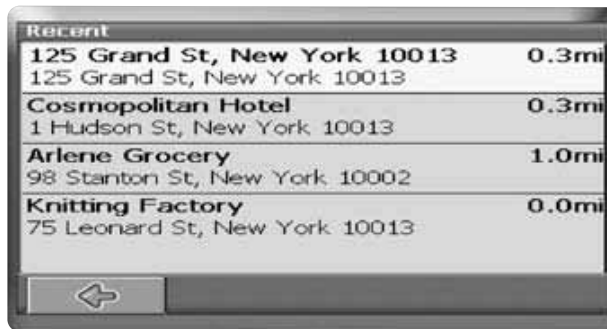 Recent
125 Grand St, New York 10013 0.3mi
125 Grand St, New York 10013
Cosmopolitan Hotel 0.3mi
1 Hudson St, New York 10013
Arlene Grocery 1.0mi
98 Stanton St, New York 10002
Knitting Factory 0.0mi
75 Leonard St, New York 10013